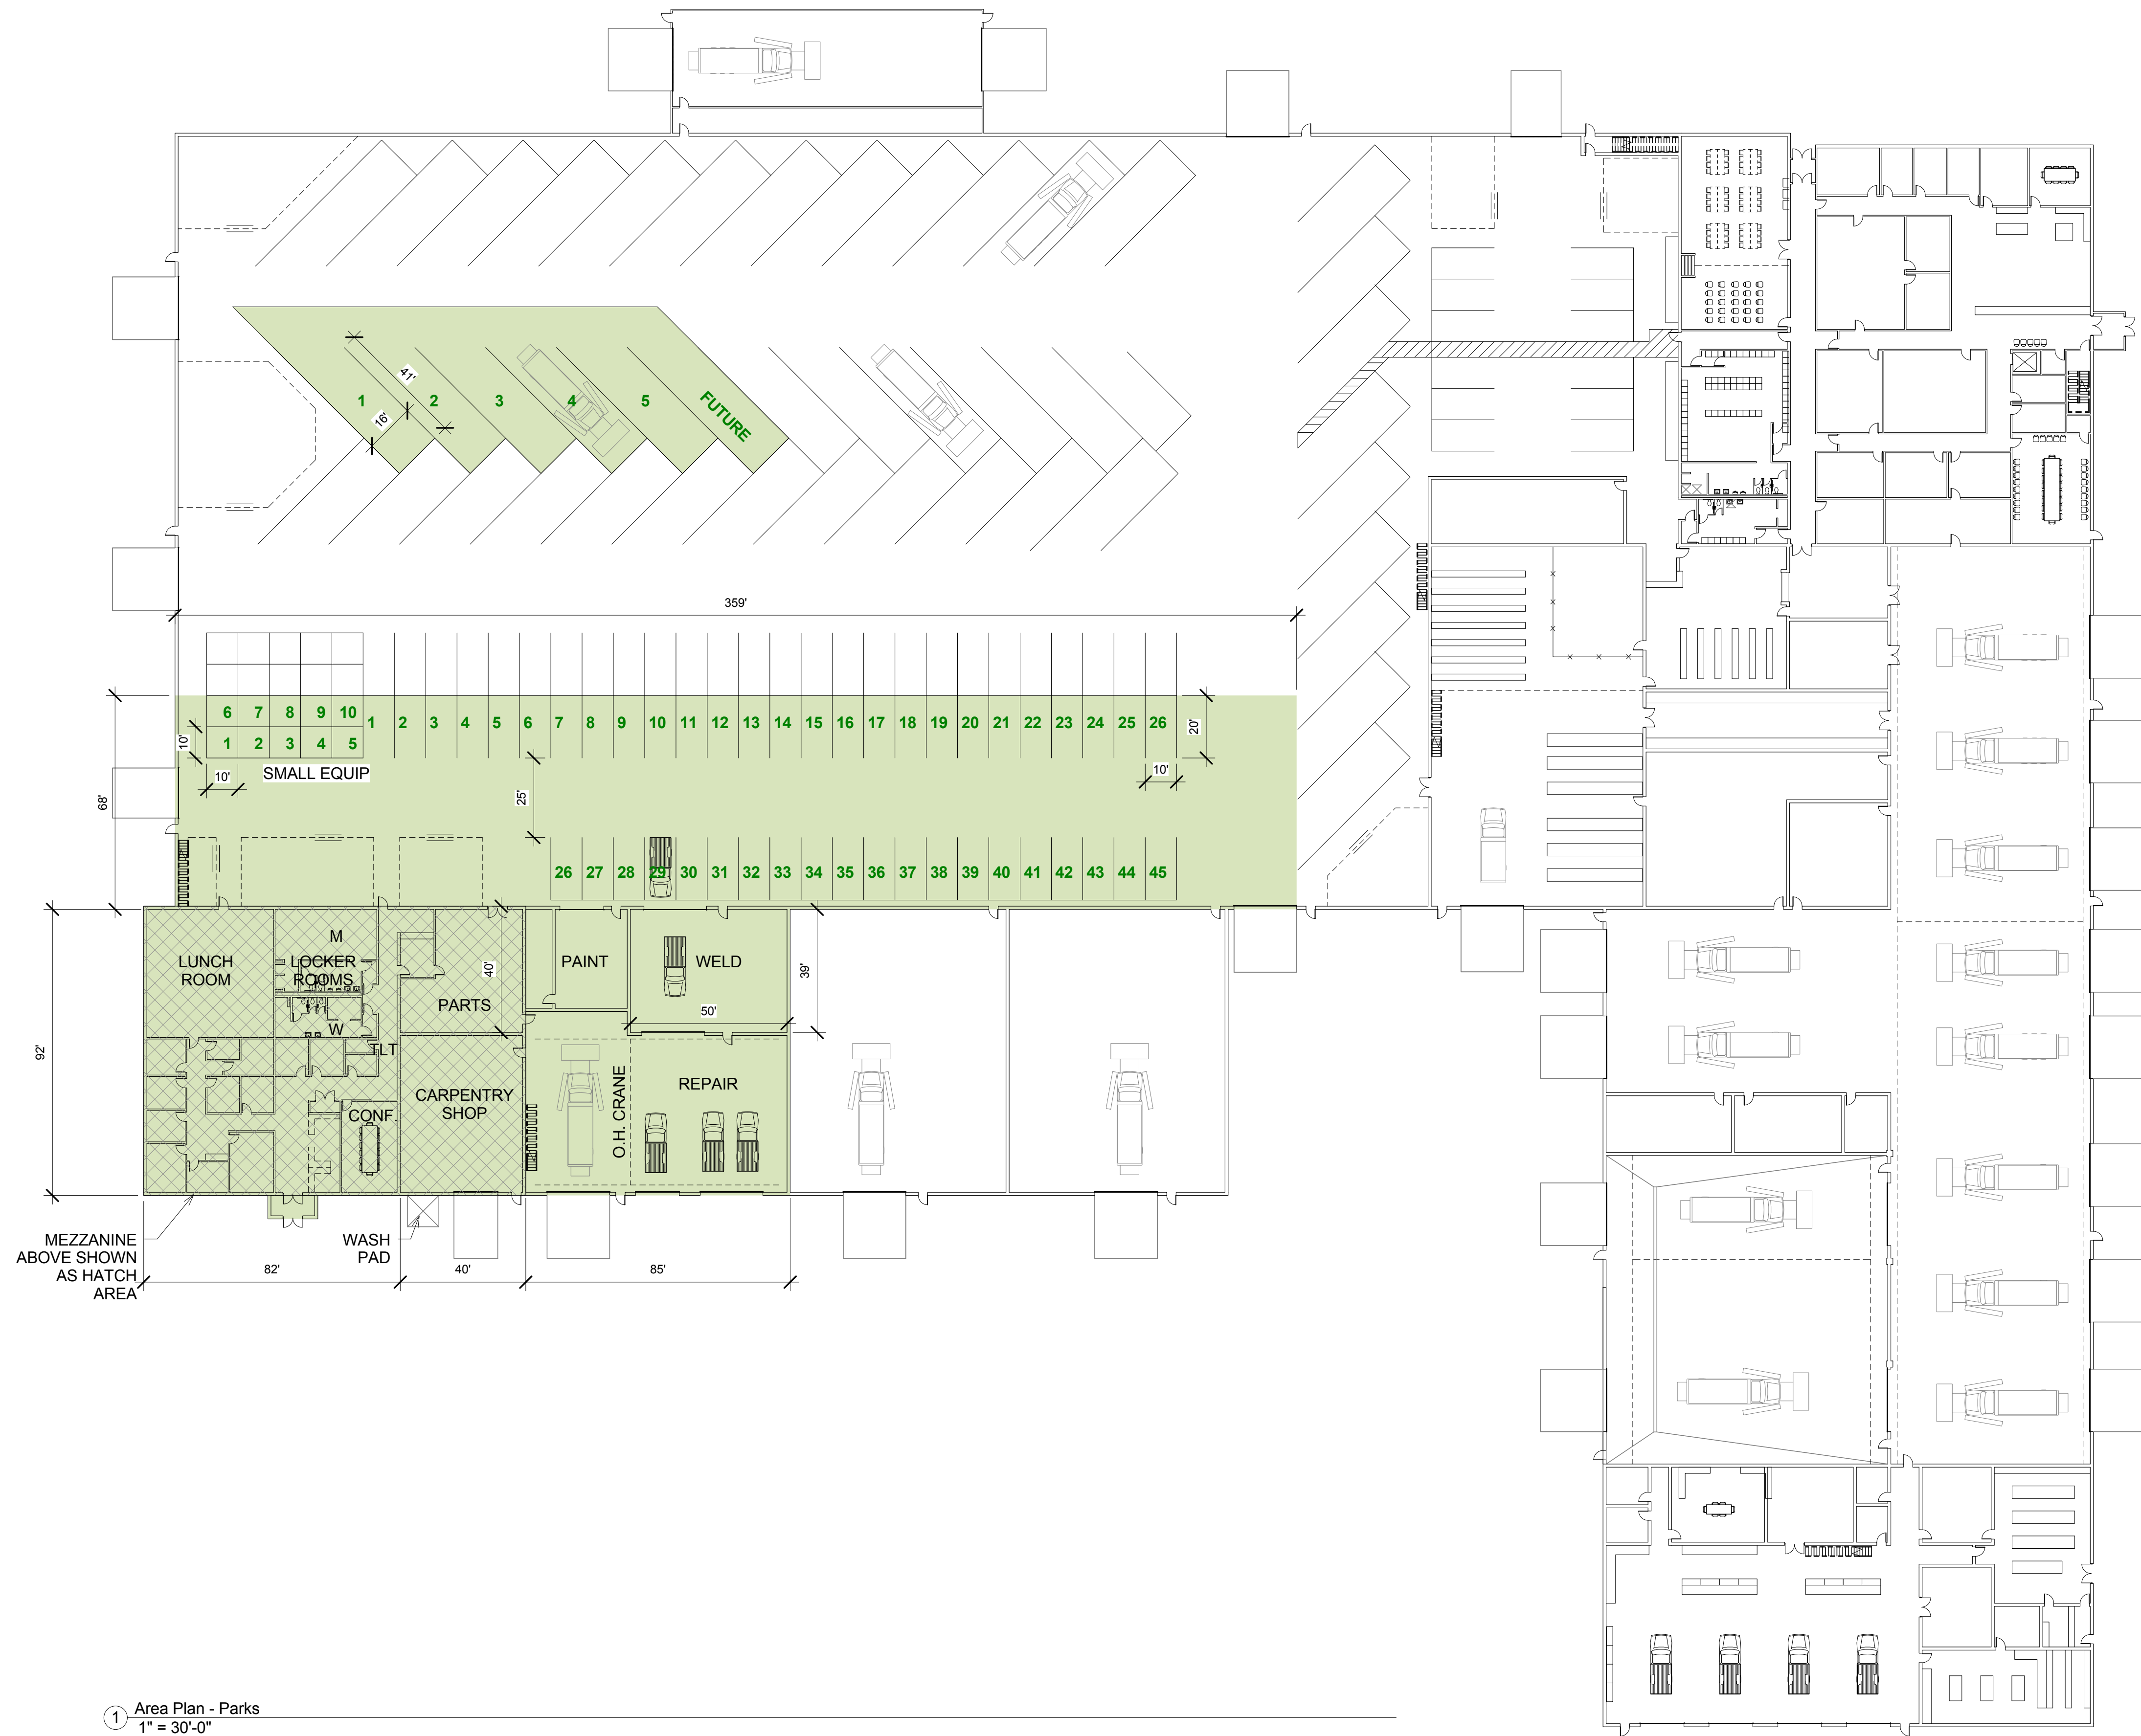 41'
16'
1
2
3
4
5
FUTURE
359'
6 7 8 9 10
1 2 3 4 5
1 2 3 4 5 6 7 8 9 10 11 12 13 14 15 16 17 18 19 20 21 22 23 24 25 26
10'
20'
10'
SMALL EQUIP
10'
25'
68'
26 27 28 29 30 31 32 33 34 35 36 37 38 39 40 41 42 43 44 45
LUNCH
ROOM
M
LOCKER
ROOMS
W
TLT
PARTS
40'
PAINT
WELD
39'
50'
92'
CONF.
CARPENTRY
SHOP
O.H. CRANE
REPAIR
MEZZANINE
ABOVE SHOWN
AS HATCH
AREA
WASH
PAD
82'
40'
85'
1
Area Plan - Parks
1" = 30'-0"